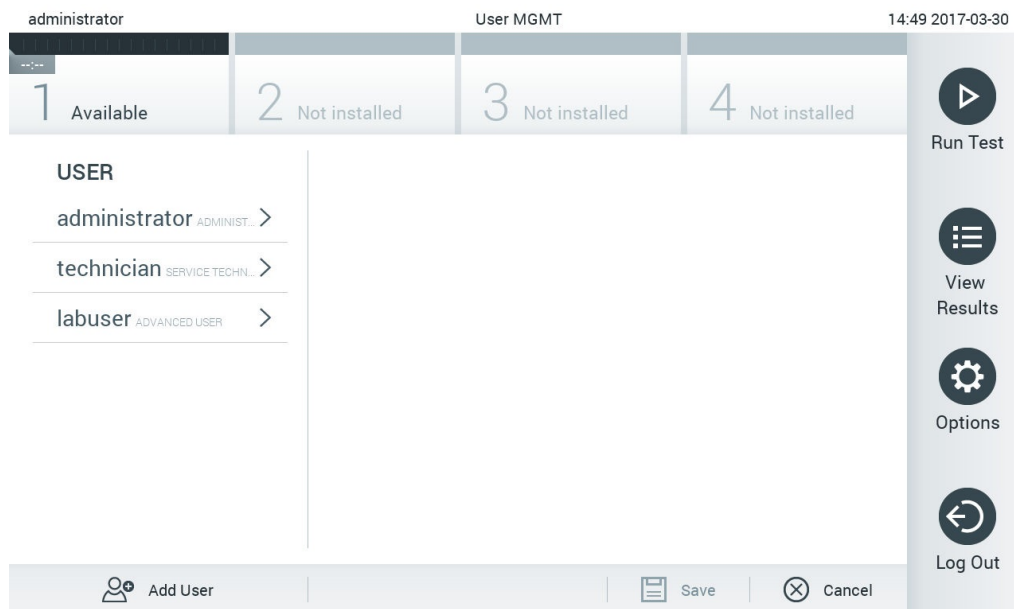 administrator User MGMT 14:49 2017-03-30
--:--
1 Available
2 Not installed
3 Not installed
4 Not installed
Run Test
USER
administrator ADMINIST...
technician SERVICE TECHN...
labuser ADVANCED USER
View
Results
Options
Log Out
Add User
Save
Cancel